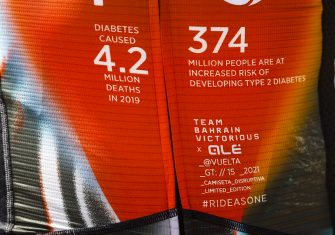 DIABETES
CAUSED
4.2
MILLION
DEATHS
IN 2019
374
MILLION PEOPLE ARE AT
INCREASED RISK OF
DEVELOPING TYPE 2 DIABETES
TEAM
BAHRAIN
VICTORIOUS
x ALÉ
_@VUELTA
_GT: // 15 _2021
_CAMISETA_DISRUPTIVA
_LIMITED_EDITION
#RIDEASONE